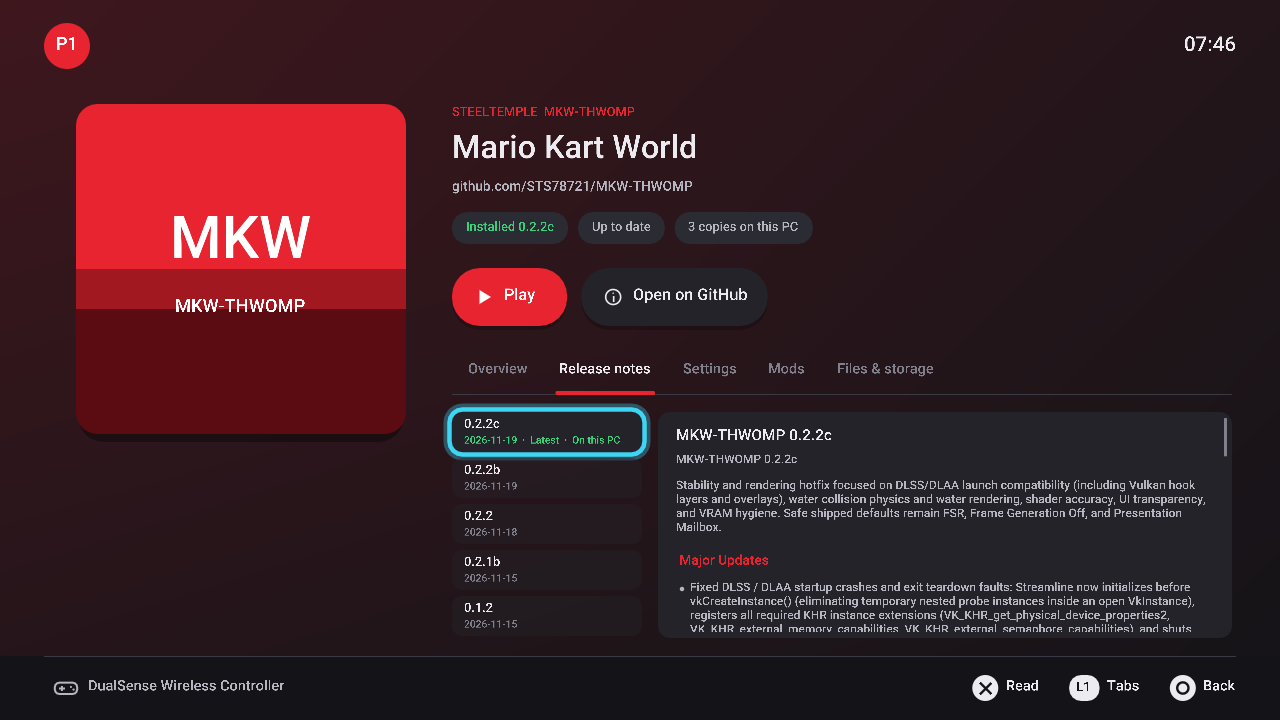 P1
07:46
MKW
MKW-THWOMP
STEELTEMPLE MKW-THWOMP
Mario Kart World
github.com/STS78721/MKW-THWOMP
Installed 0.2.2c
Up to date
3 copies on this PC
Play
Open on GitHub
Overview
Release notes
Settings
Mods
Files & storage
0.2.2c
2026-11-19 · Latest · On this PC
0.2.2b
2026-11-19
0.2.2
2026-11-18
0.2.1b
2026-11-15
0.1.2
2026-11-15
MKW-THWOMP 0.2.2c
MKW-THWOMP 0.2.2c
Stability and rendering hotfix focused on DLSS/DLAA launch compatibility (including Vulkan hook
layers and overlays), water collision physics and water rendering, shader accuracy, UI transparency,
and VRAM hygiene. Safe shipped defaults remain FSR, Frame Generation Off, and Presentation
Mailbox.
Major Updates
• Fixed DLSS / DLAA startup crashes and exit teardown faults: Streamline now initializes before
vkCreateInstance() (eliminating temporary nested probe instances inside an open VkInstance),
registers all required KHR instance extensions (VK_KHR_get_physical_device_properties2,
VK_KHR_external_memory_capabilities, VK_KHR_external_semaphore_capabilities), and shuts
DualSense Wireless Controller
Read
L1
Tabs
Back